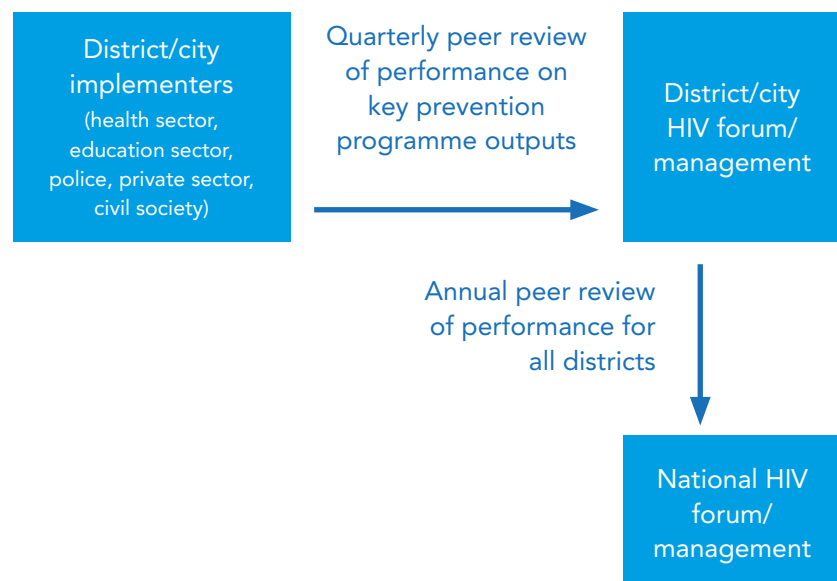 District/city
implementers
(health sector,
education sector,
police, private sector,
civil society)
Quarterly peer review
of performance on
key prevention
programme outputs
District/city
HIV forum/
management
Annual peer review
of performance for
all districts
National HIV
forum/
management